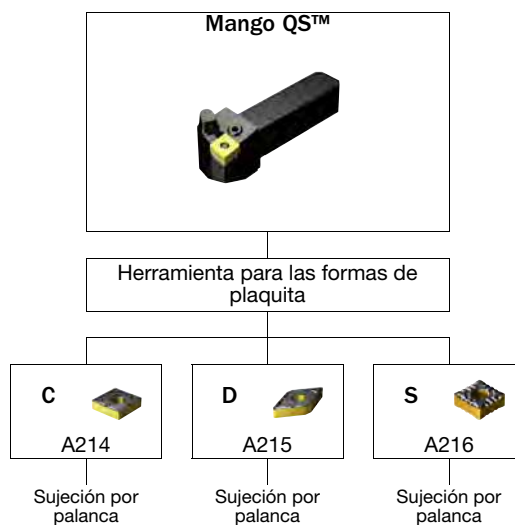 Mango QS™
Herramienta para las formas de
plaquita
C
D
S
A214
A215
A216
Sujeción por
palanca
Sujeción por
palanca
Sujeción por
palanca